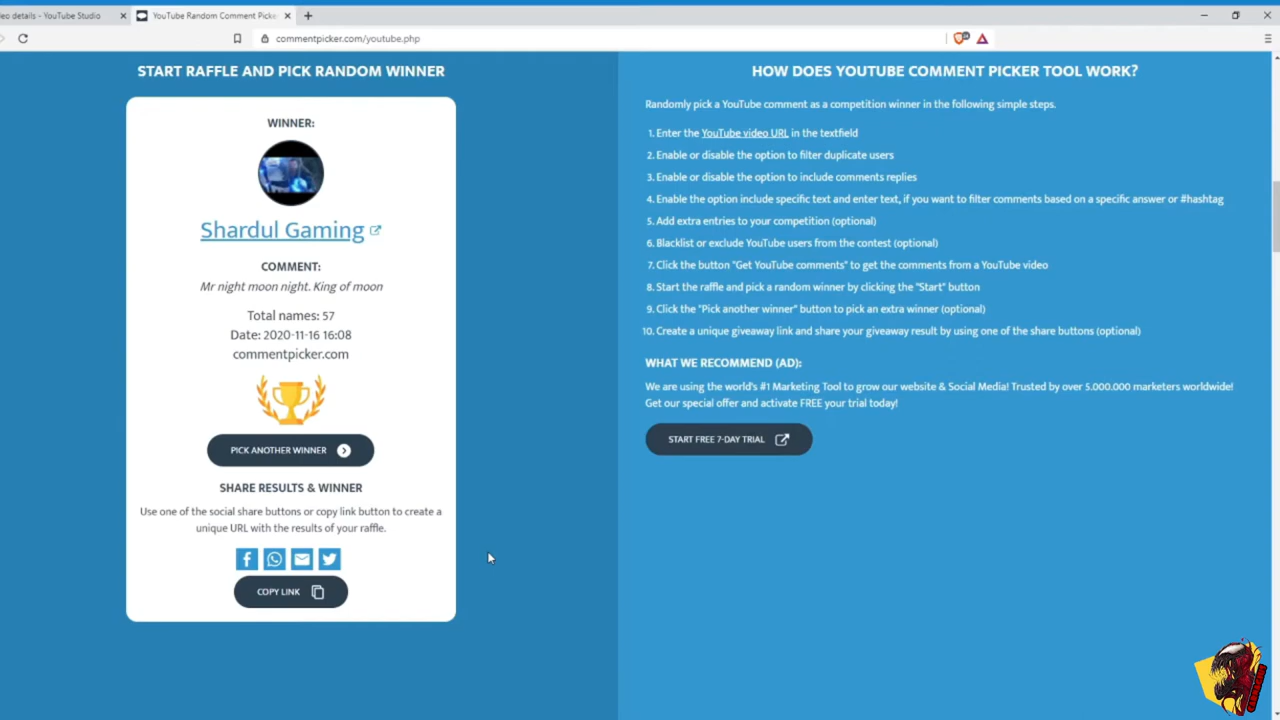 eo details - YouTube Studio
YouTube Random Comment Picke
commentpicker.com/youtube.php
START RAFFLE AND PICK RANDOM WINNER
WINNER:
Shardul Gaming
COMMENT:
Mr night moon night. King of moon
Total names: 57
Date: 2020-11-16 16:08
commentpicker.com
PICK ANOTHER WINNER
SHARE RESULTS & WINNER
Use one of the social share buttons or copy link button to create a
unique URL with the results of your raffle.
COPY LINK
HOW DOES YOUTUBE COMMENT PICKER TOOL WORK?
Randomly pick a YouTube comment as a competition winner in the following simple steps.
1. Enter the YouTube video URL in the textfield
2. Enable or disable the option to filter duplicate users
3. Enable or disable the option to include comments replies
4. Enable the option include specific text and enter text, if you want to filter comments based on a specific answer or #hashtag
5. Add extra entries to your competition (optional)
6. Blacklist or exclude YouTube users from the contest (optional)
7. Click the button "Get YouTube comments" to get the comments from a YouTube video
8. Start the raffle and pick a random winner by clicking the "Start" button
9. Click the "Pick another winner" button to pick an extra winner (optional)
10. Create a unique giveaway link and share your giveaway result by using one of the share buttons (optional)
WHAT WE RECOMMEND (AD):
We are using the world's #1 Marketing Tool to grow our website & Social Media! Trusted by over 5.000.000 marketers worldwide!
Get our special offer and activate FREE your trial today!
START FREE 7-DAY TRIAL